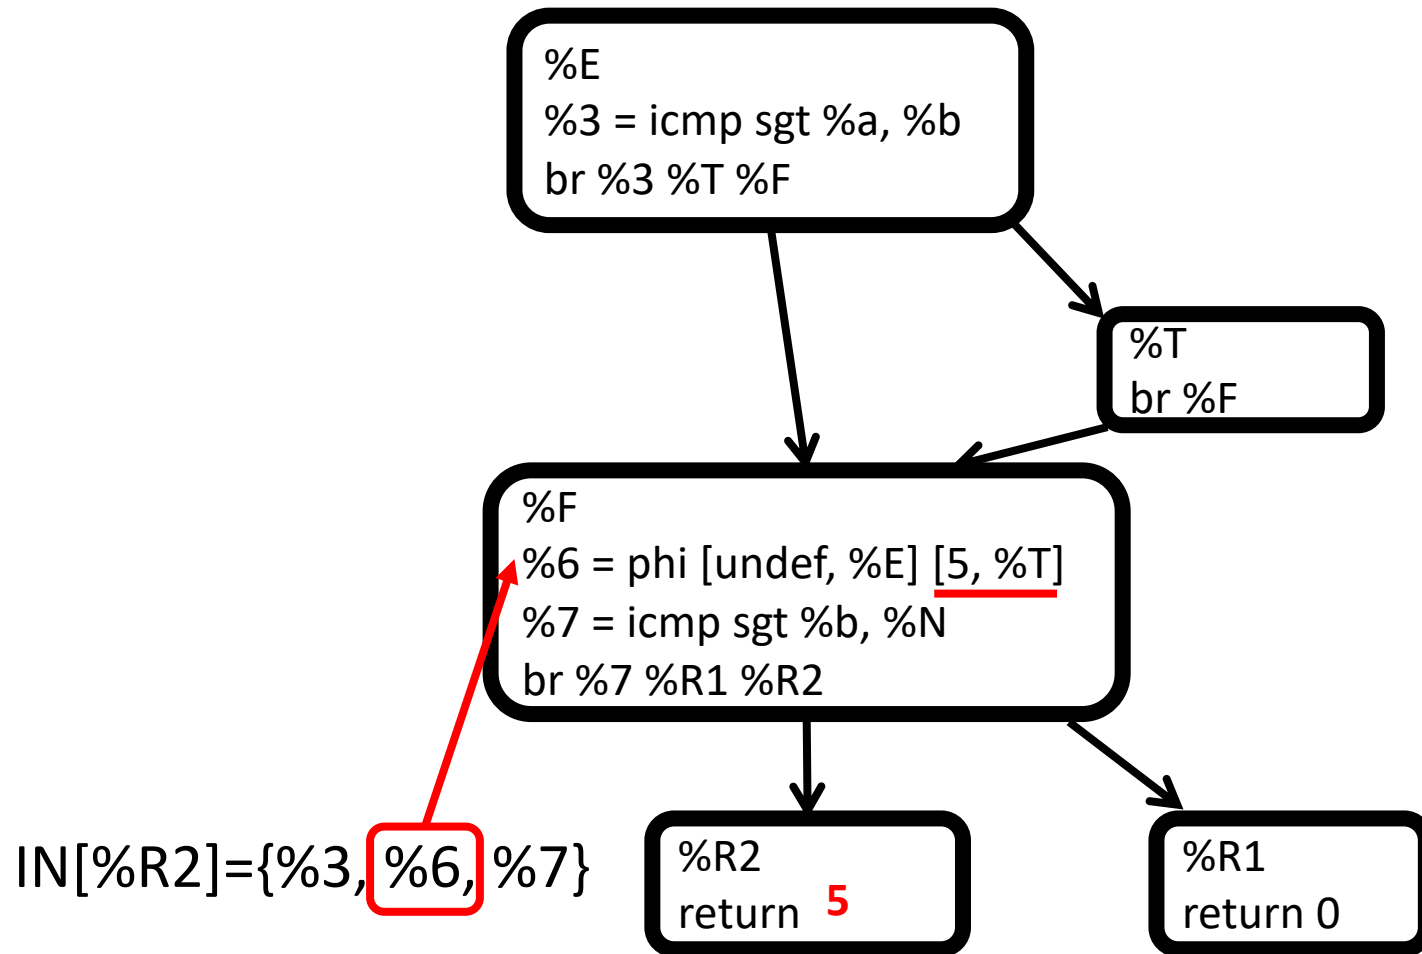 %E
%3 = icmp sgt %a, %b
br %3 %T %F
%T
br %F
%F
%6 = phi [undef, %E] [5, %T]
%7 = icmp sgt %b, %N
br %7 %R1 %R2
IN[%R2]={%3, %6, %7}
%R2
return 5
%R1
return 0